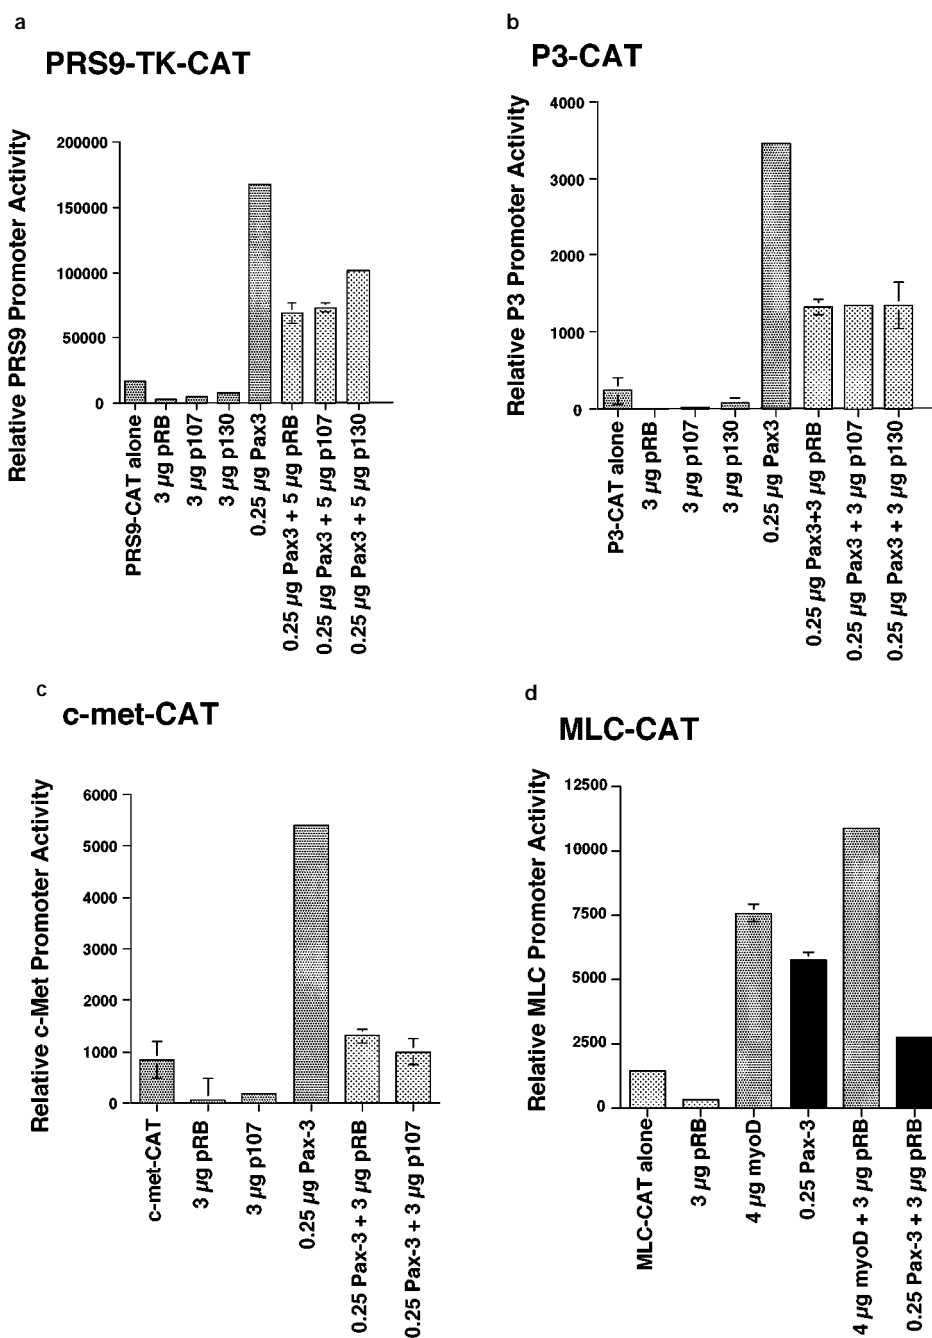 a
PRS9-TK-CAT
Relative PRS9 Promoter Activity
200000
150000
100000
50000
0
PRS9-CAT alone
3 µg pRB
3 µg p107
3 µg p130
0.25 µg Pax3
0.25 µg Pax3 + 5 µg pRB
0.25 µg Pax3 + 5 µg p107
0.25 µg Pax3 + 5 µg p130
b
P3-CAT
Relative P3 Promoter Activity
4000
3000
2000
1000
0
P3-CAT alone
3 µg pRB
3 µg p107
3 µg p130
0.25 µg Pax3
0.25 µg Pax3+3 µg pRB
0.25 µg Pax3 + 3 µg p107
0.25 µg Pax3 + 3 µg p130
c
c-met-CAT
Relative c-Met Promoter Activity
6000
5000
4000
3000
2000
1000
0
c-met-CAT
3 µg pRB
3 µg p107
0.25 µg Pax-3
0.25 Pax-3 + 3 µg pRB
0.25 Pax-3 + 3 µg p107
d
MLC-CAT
Relative MLC Promoter Activity
12500
10000
7500
5000
2500
0
MLC-CAT alone
3 µg pRB
4 µg myoD
0.25 Pax-3
4 µg myoD + 3 µg pRB
0.25 Pax-3 + 3 µg pRB